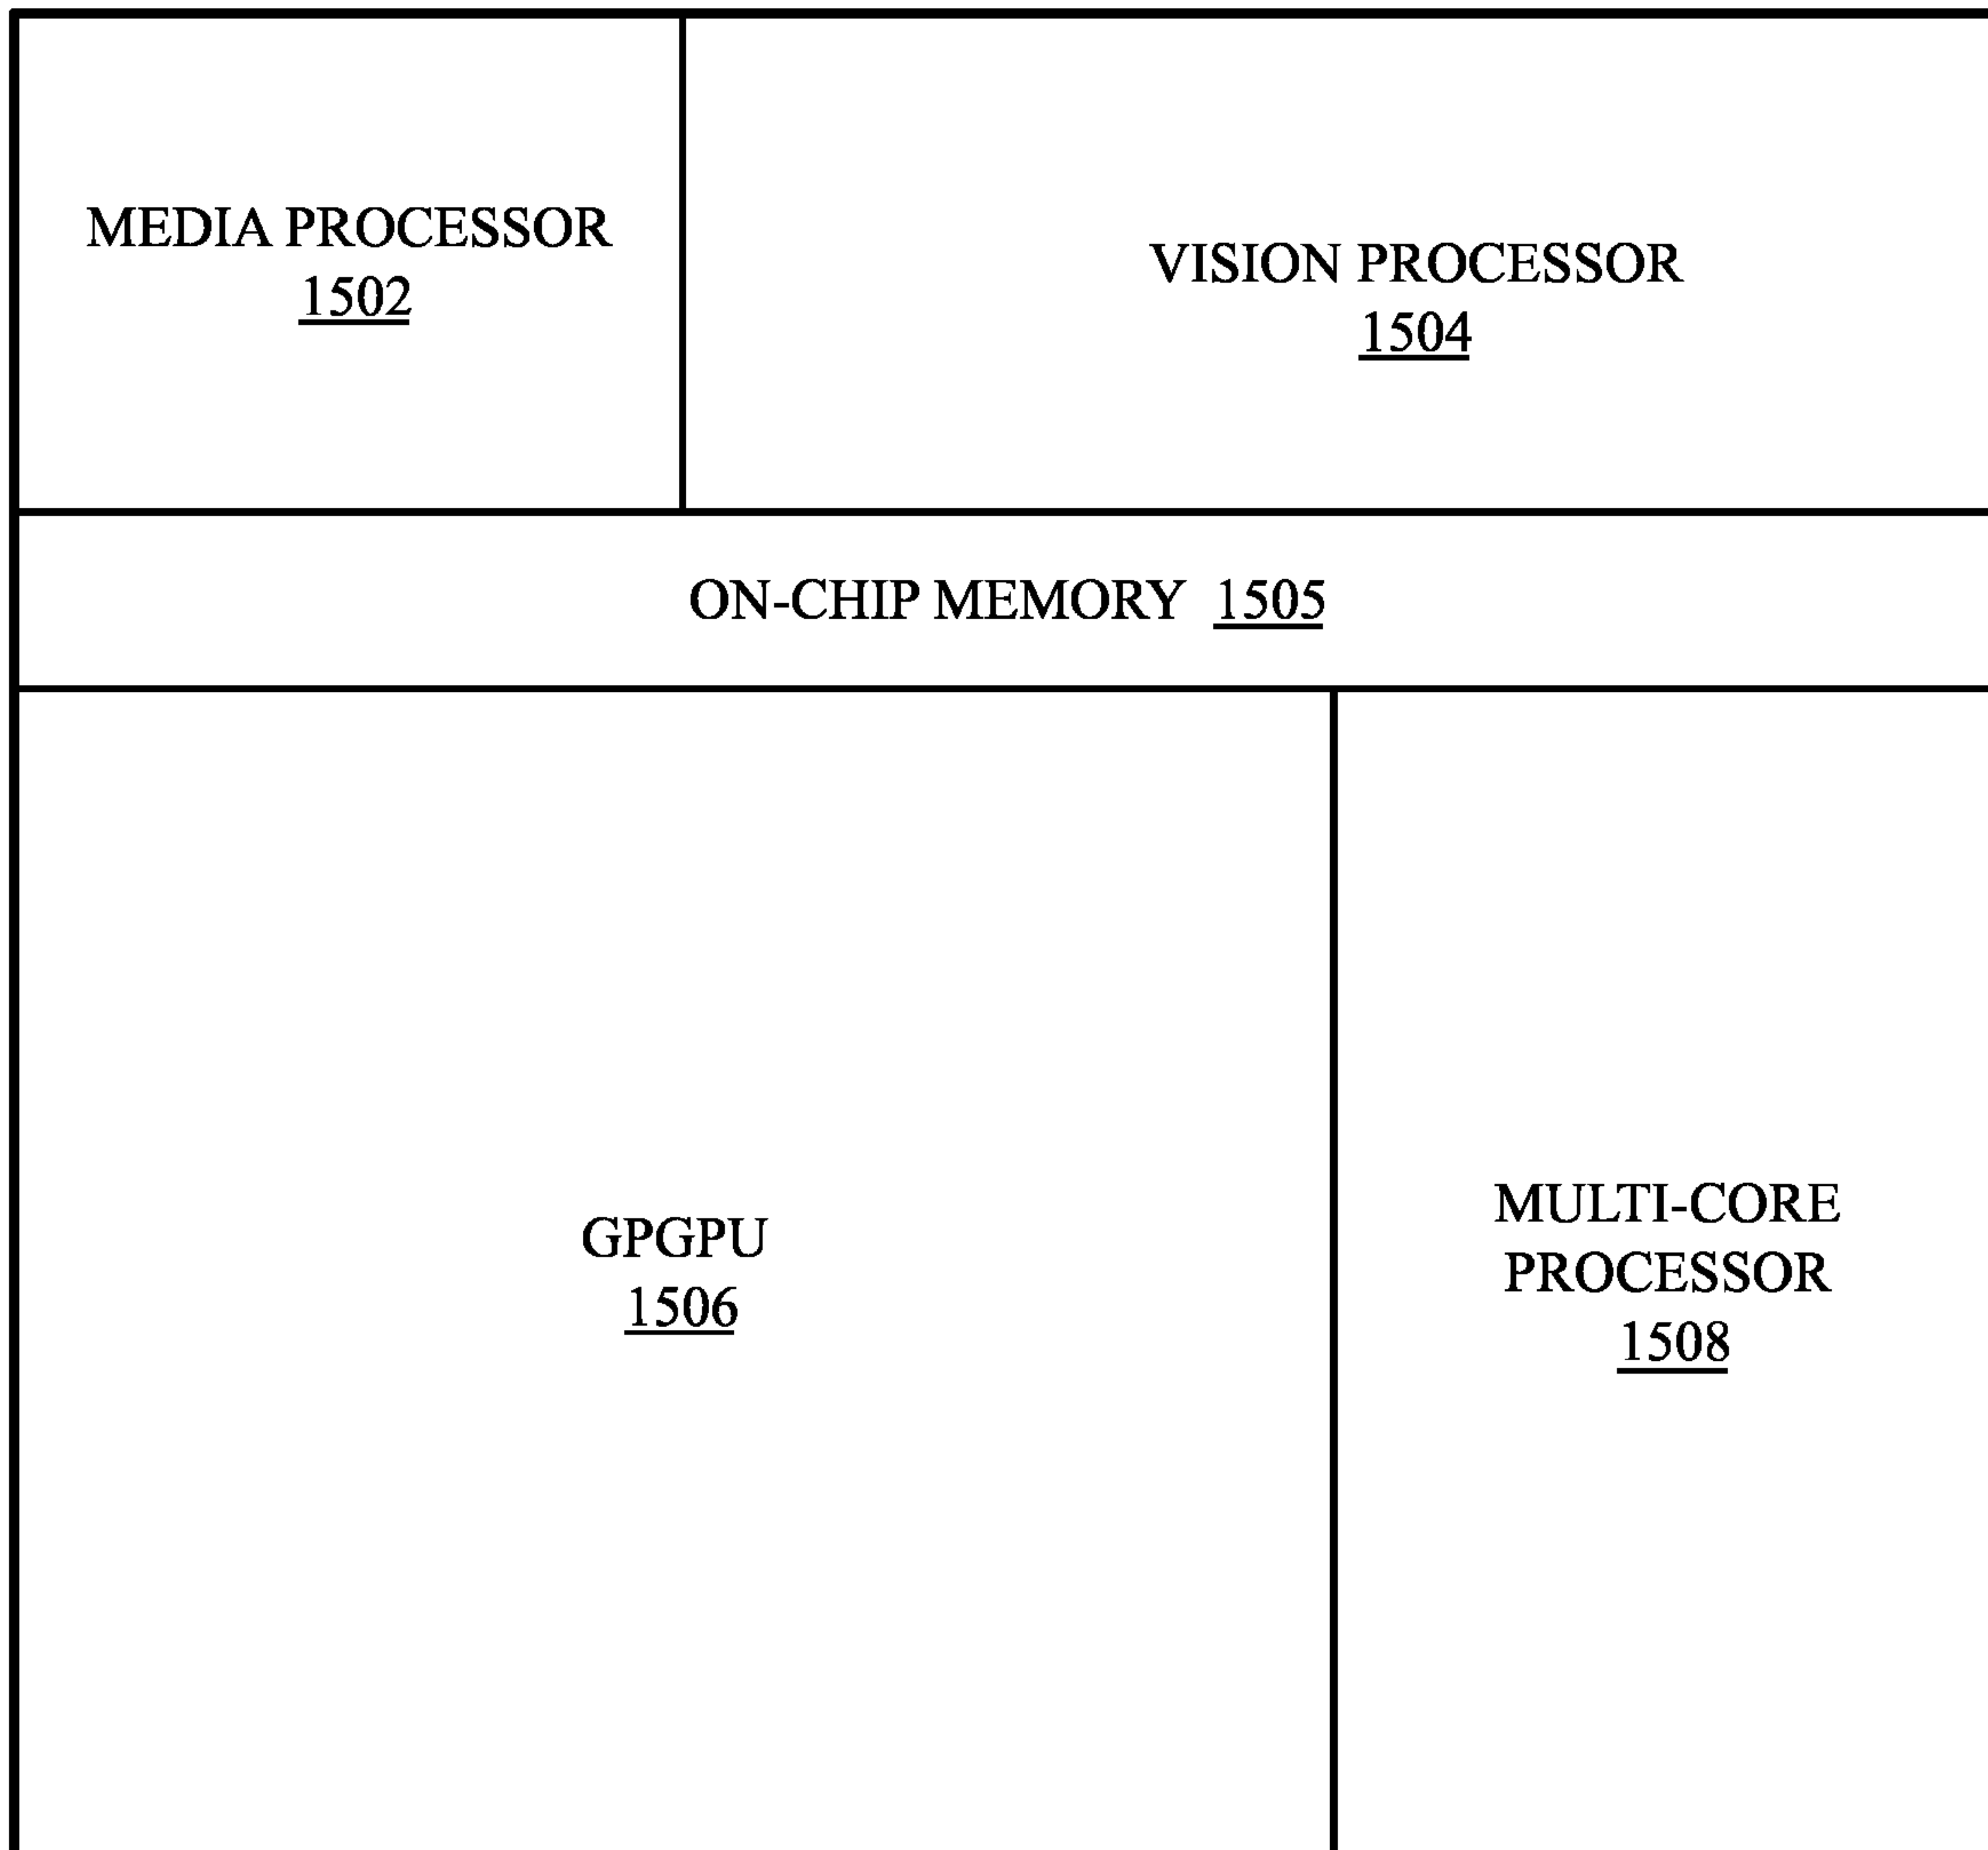 MEDIA PROCESSOR
1502
VISION PROCESSOR
1504
ON-CHIP MEMORY 1505
GPGPU
1506
MULTI-CORE
PROCESSOR
1508